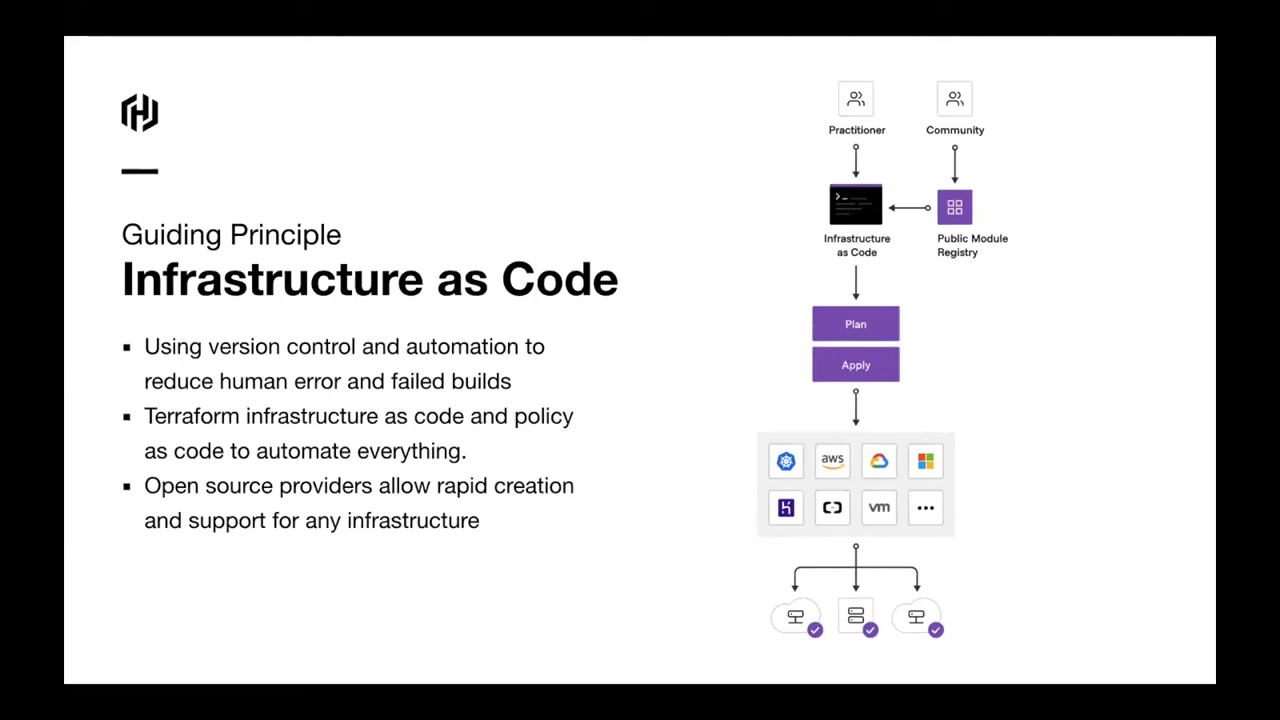 Guiding Principle
Infrastructure as Code
▪ Using version control and automation to
reduce human error and failed builds
▪ Terraform infrastructure as code and policy
as code to automate everything.
▪ Open source providers allow rapid creation
and support for any infrastructure
Practitioner
Community
Infrastructure
as Code
Public Module
Registry
Plan
Apply
aws
vm